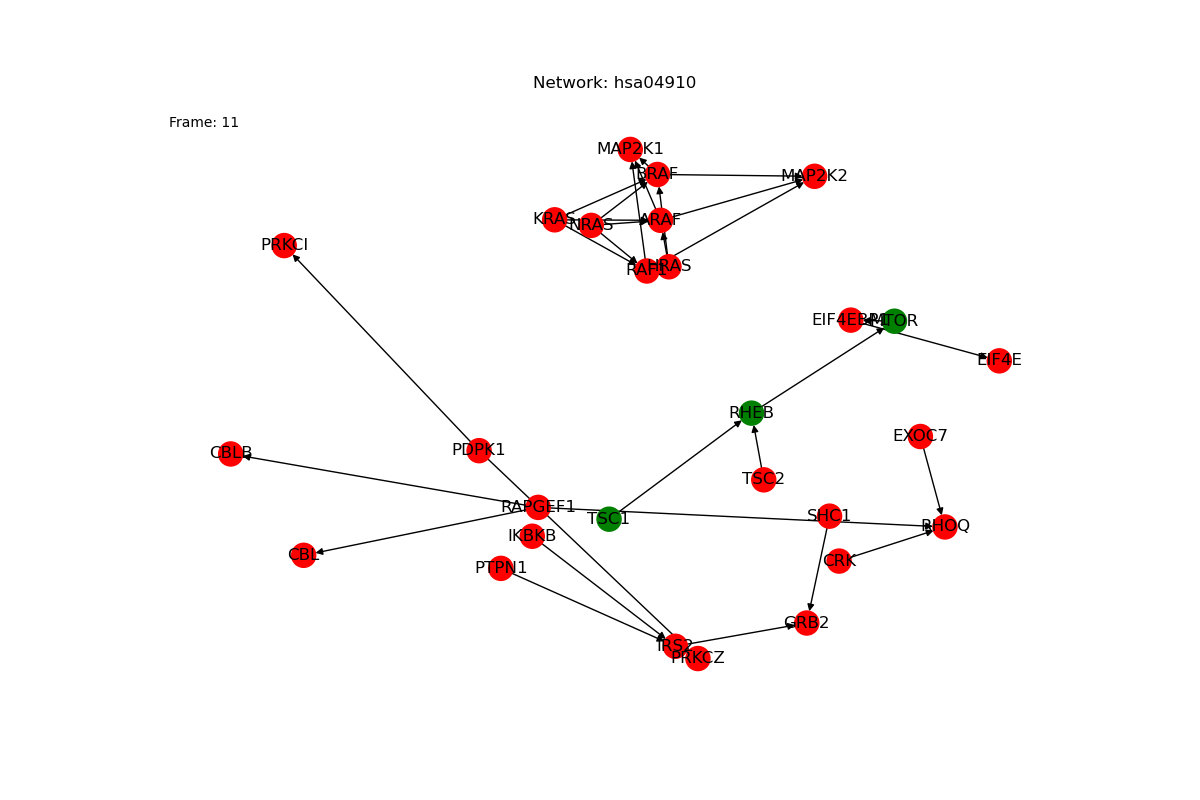 Network: hsa04910
Frame: 11
MAP2K1
BRAF
MAP2K2
KRAS
NRAS
ARAF
RAF1
HRAS
PRKCI
EIF4EBP1
MTOR
EIF4E
RHEB
EXOC7
PDPK1
CBLB
TSC2
RAPGEF1
TSC1
SHC1
RHOQ
IKBKB
CBL
CRK
PTPN1
GRB2
IRS2
PRKCZ